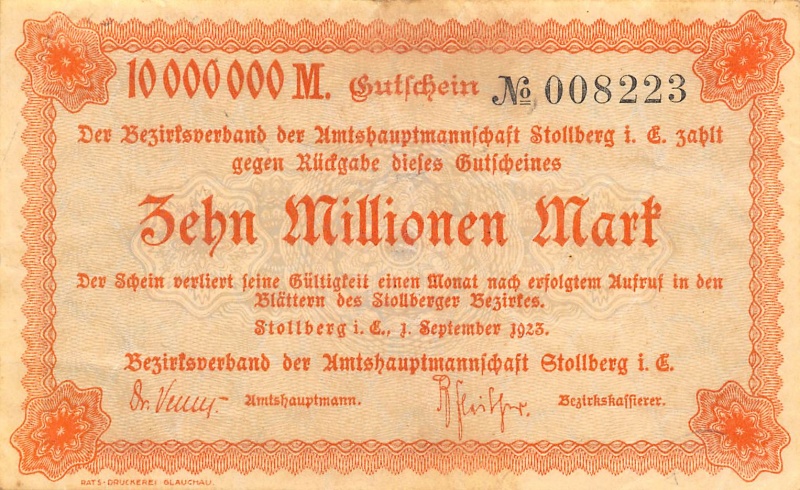 10 000 000 M. Gutschein № 008223
Der Bezirksverband der Amtshauptmannschaft Stollberg i. E. zahlt
gegen Rückgabe dieses Gutscheines
Zehn Millionen Mark
Der Schein verliert seine Gültigkeit einen Monat nach erfolgtem Aufruf in den
Blättern des Stollberger Bezirkes.
Stollberg i. E., 1. September 1923.
Bezirksverband der Amtshauptmannschaft Stollberg i. E.
Dr. Amtshauptmann. Bezirkskassierer.
RATS-DRUCKEREI GLAUCHAU.